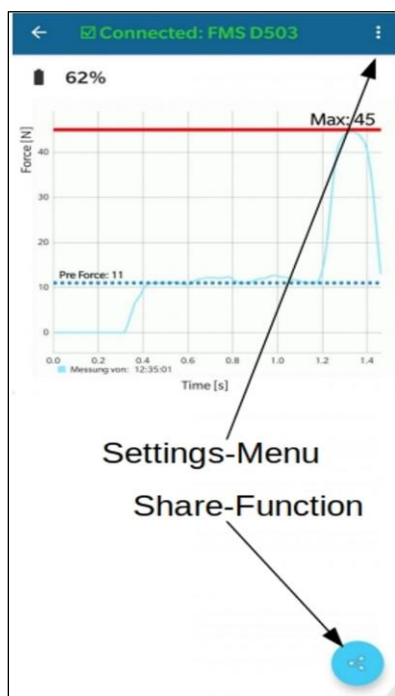 ☑ Connected: FMS D503
62%
Max: 45
Force [N]
40
30
20
Pre Force: 11
10
0
0.0 0.2 0.4 0.6 0.8 1.0 1.2 1.4
Messung von: 12:35:01
Time [s]
Settings-Menu
Share-Function